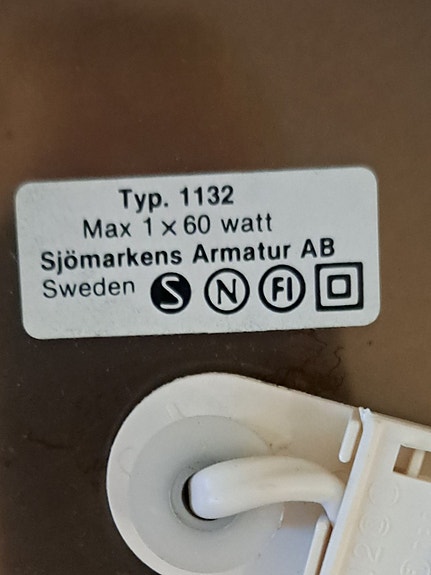 Typ. 1132
Max 1 x 60 watt
Sjömarkens Armatur AB
Sweden S N FI